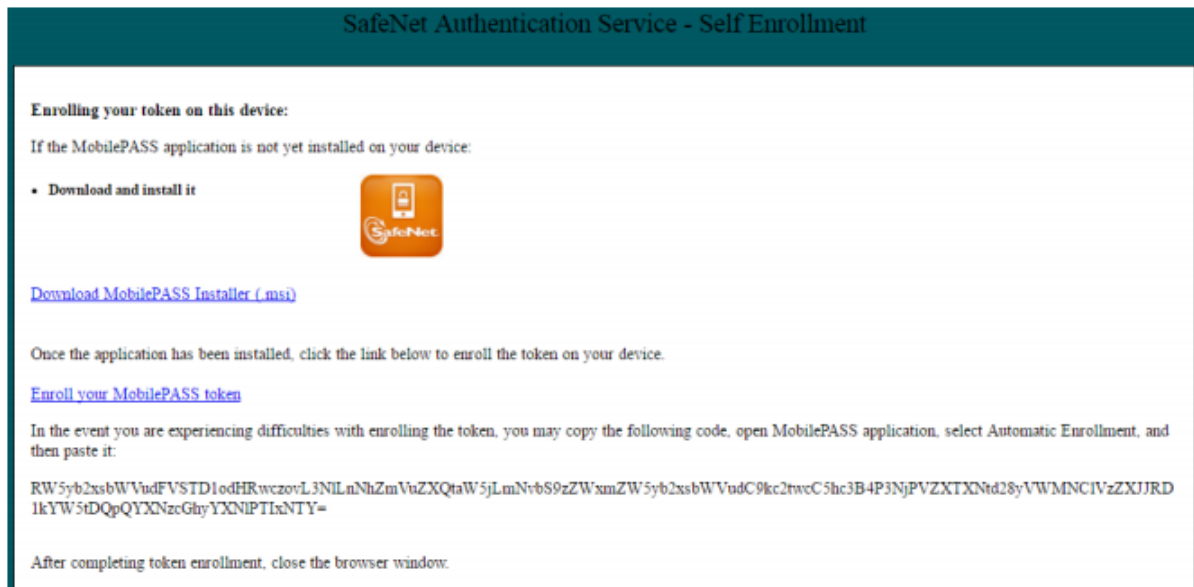 SafeNet Authentication Service - Self Enrollment
Enrolling your token on this device:
If the MobilePASS application is not yet installed on your device:
• Download and install it
SafeNet
Download MobilePASS Installer (.msi)
Once the application has been installed, click the link below to enroll the token on your device.
Enroll your MobilePASS token
In the event you are experiencing difficulties with enrolling the token, you may copy the following code, open MobilePASS application, select Automatic Enrollment, and
then paste it:
RW5yb2xsbWVudFVSTD1odHRwczovL3NlLnNhZmVuZXQtaW5jLmNvbS9zZWxmZW5yb2xsbWVudC9kc2twcC5hc3B4P3NjPVZXTXNtd28yVWMNClVzZXJJRD
1kYW5tDQpQYXNzcGhyYXNlPTIxNTY=
After completing token enrollment, close the browser window.